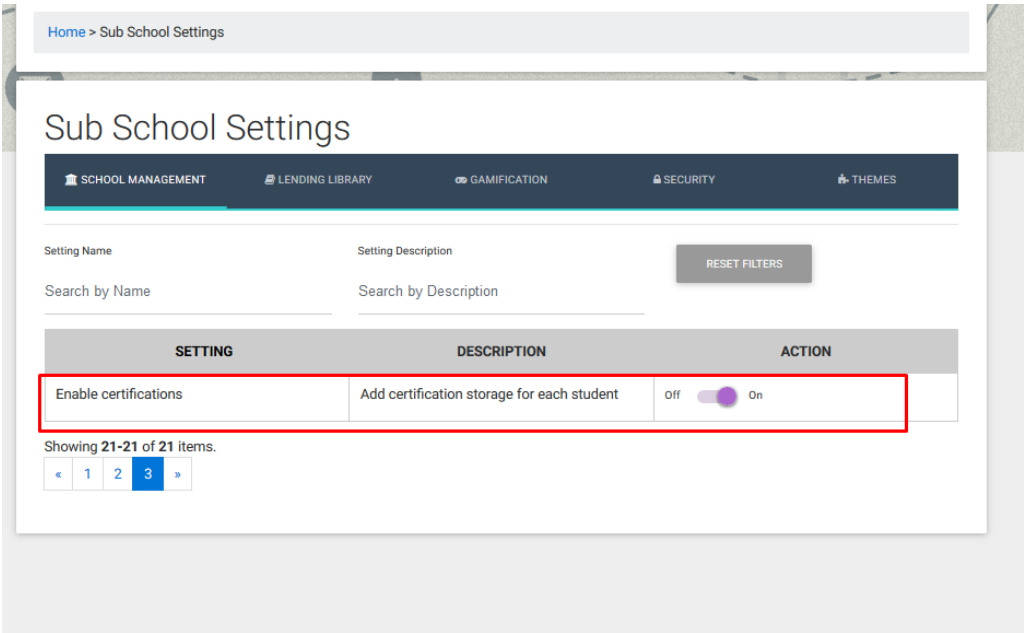 Home > Sub School Settings
Sub School Settings
SCHOOL MANAGEMENT LENDING LIBRARY GAMIFICATION SECURITY THEMES
Setting Name Setting Description
RESET FILTERS
Search by Name Search by Description
SETTING DESCRIPTION ACTION
Enable certifications Add certification storage for each student Off On
Showing 21-21 of 21 items.
« 1 2 3 »